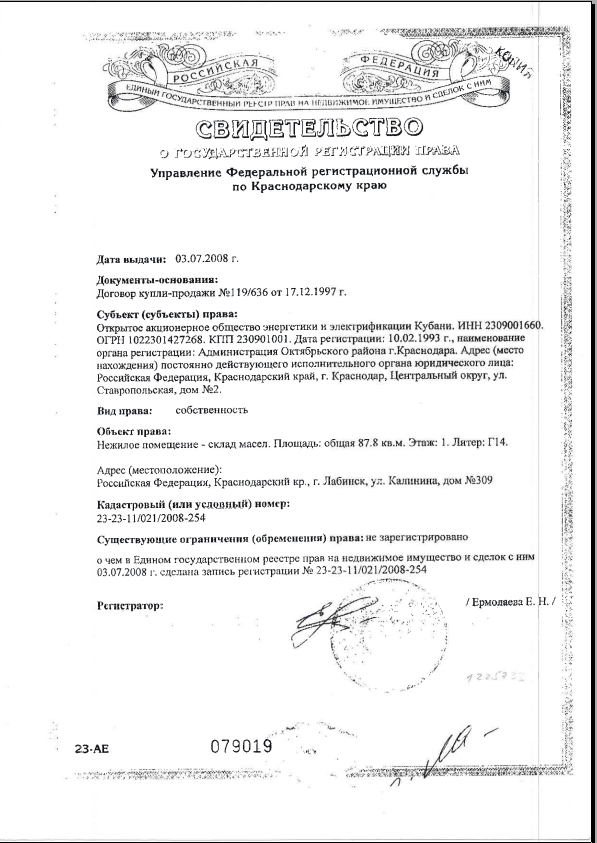 КОПИЯ
РОССИЙСКАЯ ФЕДЕРАЦИЯ
ЕДИНЫЙ ГОСУДАРСТВЕННЫЙ РЕЕСТР ПРАВ НА НЕДВИЖИМОЕ ИМУЩЕСТВО И СДЕЛОК С НИМ
СВИДЕТЕЛЬСТВО
О ГОСУДАРСТВЕННОЙ РЕГИСТРАЦИИ ПРАВА
Управление Федеральной регистрационной службы
по Краснодарскому краю
Дата выдачи: 03.07.2008 г.
Документы-основания:
Договор купли-продажи №119/636 от 17.12.1997 г.
Субъект (субъекты) права:
Открытое акционерное общество энергетики и электрификации Кубани. ИНН 2309001660.
ОГРН 1022301427268. КПП 230901001. Дата регистрации: 10.02.1993 г., наименование
органа регистрации: Администрация Октябрьского района г.Краснодара. Адрес (место
нахождения) постоянно действующего исполнительного органа юридического лица:
Российская Федерация, Краснодарский край, г. Краснодар, Центральный округ, ул.
Ставропольская, дом №2.
Вид права: собственность
Объект права:
Нежилое помещение - склад масел. Площадь: общая 87.8 кв.м. Этаж: 1. Литер: Г14.
Адрес (местоположение):
Российская Федерация, Краснодарский кр., г. Лабинск, ул. Калинина, дом №309
Кадастровый (или условный) номер:
23-23-11/021/2008-254
Существующие ограничения (обременения) права: не зарегистрировано
о чем в Едином государственном реестре прав на недвижимое имущество и сделок с ним
03.07.2008 г. сделана запись регистрации № 23-23-11/021/2008-254
Регистратор: / Ермолаева Е. Н. /
23-АЕ 079019